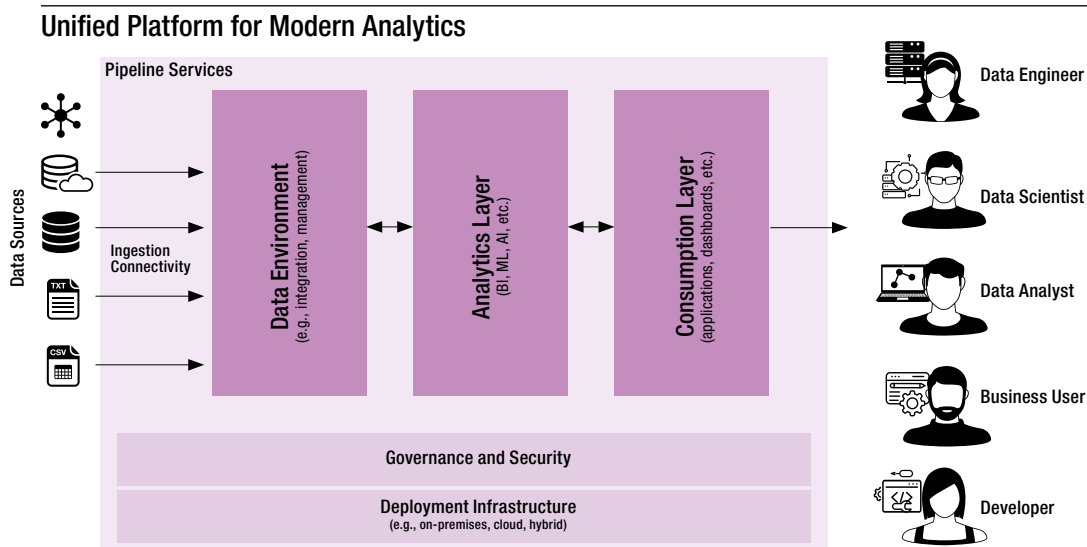 Unified Platform for Modern Analytics
Pipeline Services
Data Sources
TXT
CSV
Ingestion
Connectivity
Data Environment
(e.g., integration, management)
Analytics Layer
(BI, ML, AI, etc.)
Consumption Layer
(applications, dashboards, etc.)
Governance and Security
Deployment Infrastructure
(e.g., on-premises, cloud, hybrid)
Data Engineer
Data Scientist
Data Analyst
Business User
</>
Developer